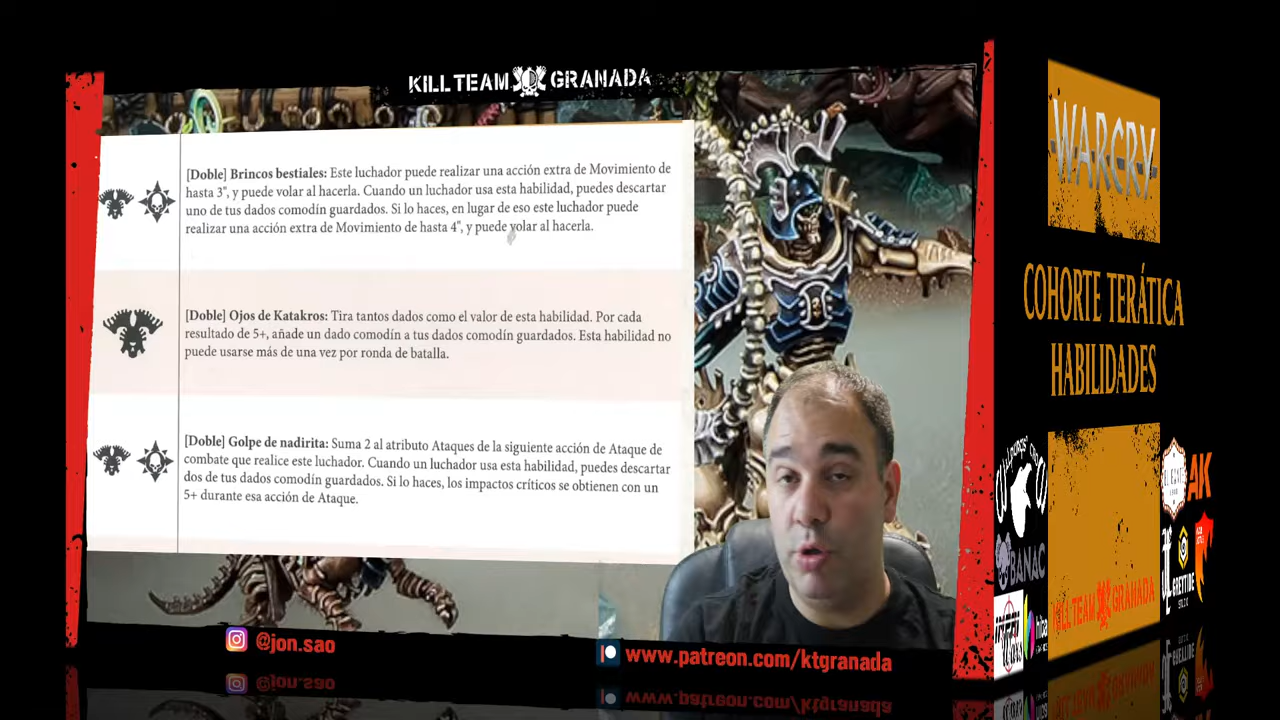 KILL TEAM GRANADA
[Doble] Brincos bestiales: Este luchador puede realizar una acción extra de Movimiento de
hasta 3", y puede volar al hacerla. Cuando un luchador usa esta habilidad, puedes descartar
uno de tus dados comodín guardados. Si lo haces, en lugar de eso este luchador puede
realizar una acción extra de Movimiento de hasta 4", y puede volar al hacerla.
[Doble] Ojos de Katakros: Tira tantos dados como el valor de esta habilidad. Por cada
resultado de 5+, añade un dado comodín a tus dados comodín guardados. Esta habilidad no
puede usarse más de una vez por ronda de batalla.
[Doble] Golpe de nadirita: Suma 2 al atributo Ataques de la siguiente acción de Ataque de
combate que realice este luchador. Cuando un luchador usa esta habilidad, puedes descartar
dos de tus dados comodín guardados. Si lo haces, los impactos críticos se obtienen con un
5+ durante esa acción de Ataque.
@jon.sao
www.patreon.com/ktgranada
WARCRY
COHORTE TERÁTICA
HABILIDADES
AK
BANAC
GREYTIDE
KILL TEAM GRANADA